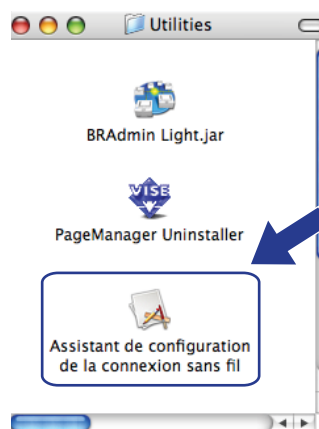 Utilities
BRAdmin Light.jar
VISE
PageManager Uninstaller
Assistant de configuration
de la connexion sans fil